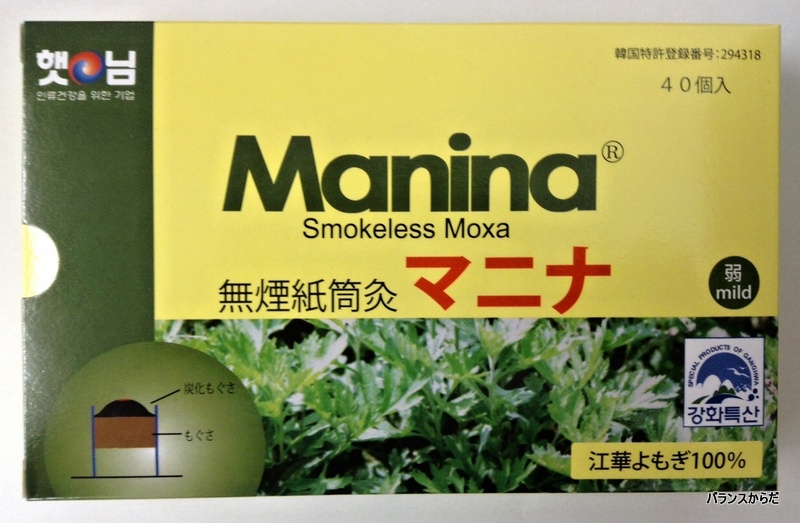 햇님
인류건강을 위한 기업
韓国特許登録番号:294318
40個入
Manina®
Smokeless Moxa
無煙紙筒灸 マニナ
弱
mild
炭化もぐさ
もぐさ
SPECIAL PRODUCTS OF GANGHWA
강화특산
江華よもぎ100%
バランスからだ